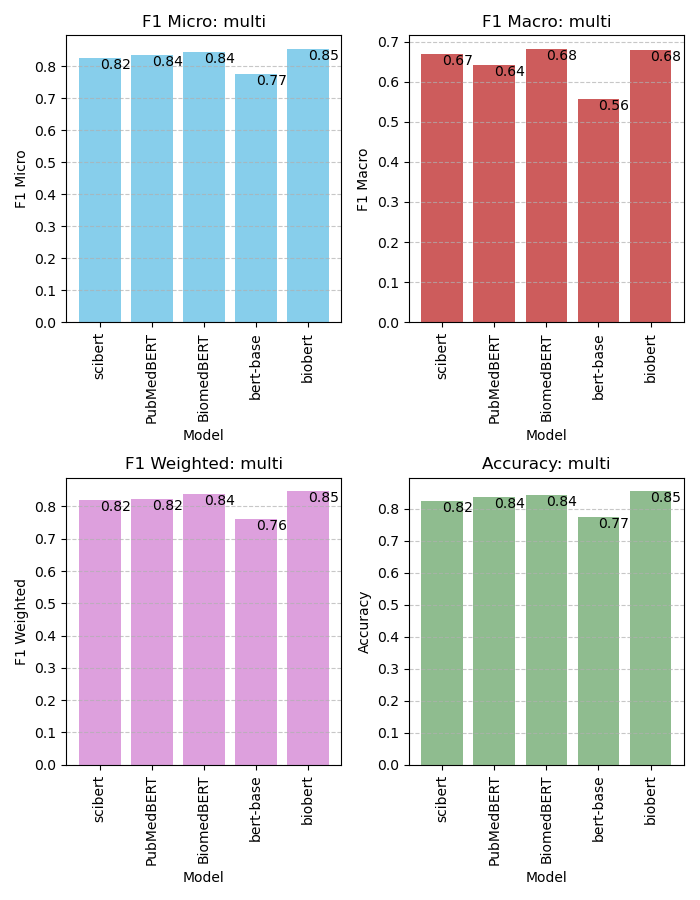 F1 Micro: multi
F1 Micro
0.8
0.7
0.6
0.5
0.4
0.3
0.2
0.1
0.0
0.82
0.84
0.84
0.77
0.85
scibert
PubMedBERT
BiomedBERT
bert-base
biobert
Model
F1 Macro: multi
F1 Macro
0.7
0.6
0.5
0.4
0.3
0.2
0.1
0.0
0.67
0.64
0.68
0.56
0.68
scibert
PubMedBERT
BiomedBERT
bert-base
biobert
Model
F1 Weighted: multi
F1 Weighted
0.8
0.7
0.6
0.5
0.4
0.3
0.2
0.1
0.0
0.82
0.82
0.84
0.76
0.85
scibert
PubMedBERT
BiomedBERT
bert-base
biobert
Model
Accuracy: multi
Accuracy
0.8
0.7
0.6
0.5
0.4
0.3
0.2
0.1
0.0
0.82
0.84
0.84
0.77
0.85
scibert
PubMedBERT
BiomedBERT
bert-base
biobert
Model